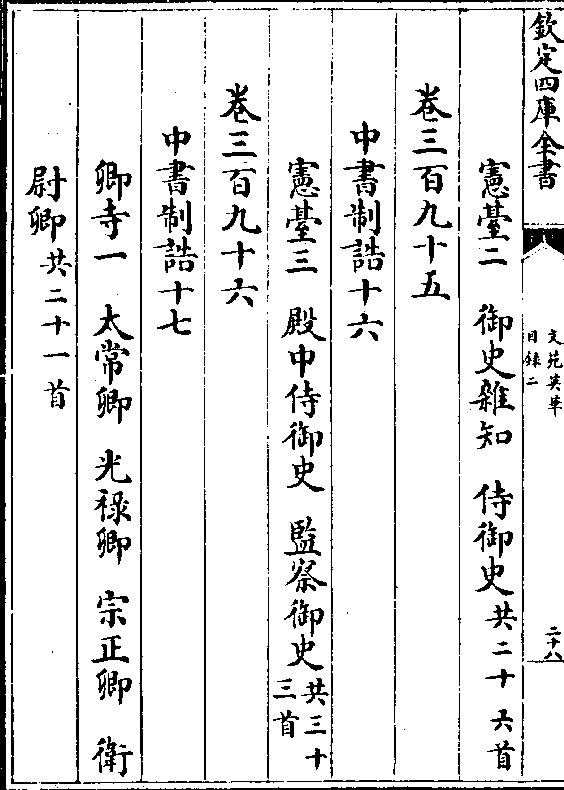 欽定四庫全書
文苑英華
目録二
二十八
憲臺二　御史雜知　侍御史共二十六首
卷三百九十五
中書制誥十六
憲臺三　殿中侍御史　監察御史共三十三首
卷三百九十六
中書制誥十七
卿寺一　太常卿　光祿卿　宗正卿　衛
尉卿共二十一首